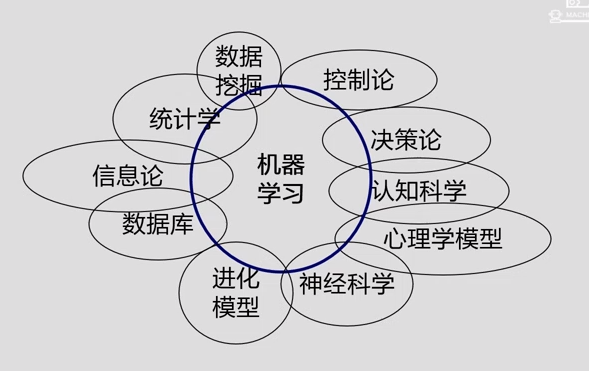 MACH
数据
挖掘
控制论
统计学
决策论
机器
学习
信息论
认知科学
数据库
心理学模型
进化
模型
神经科学